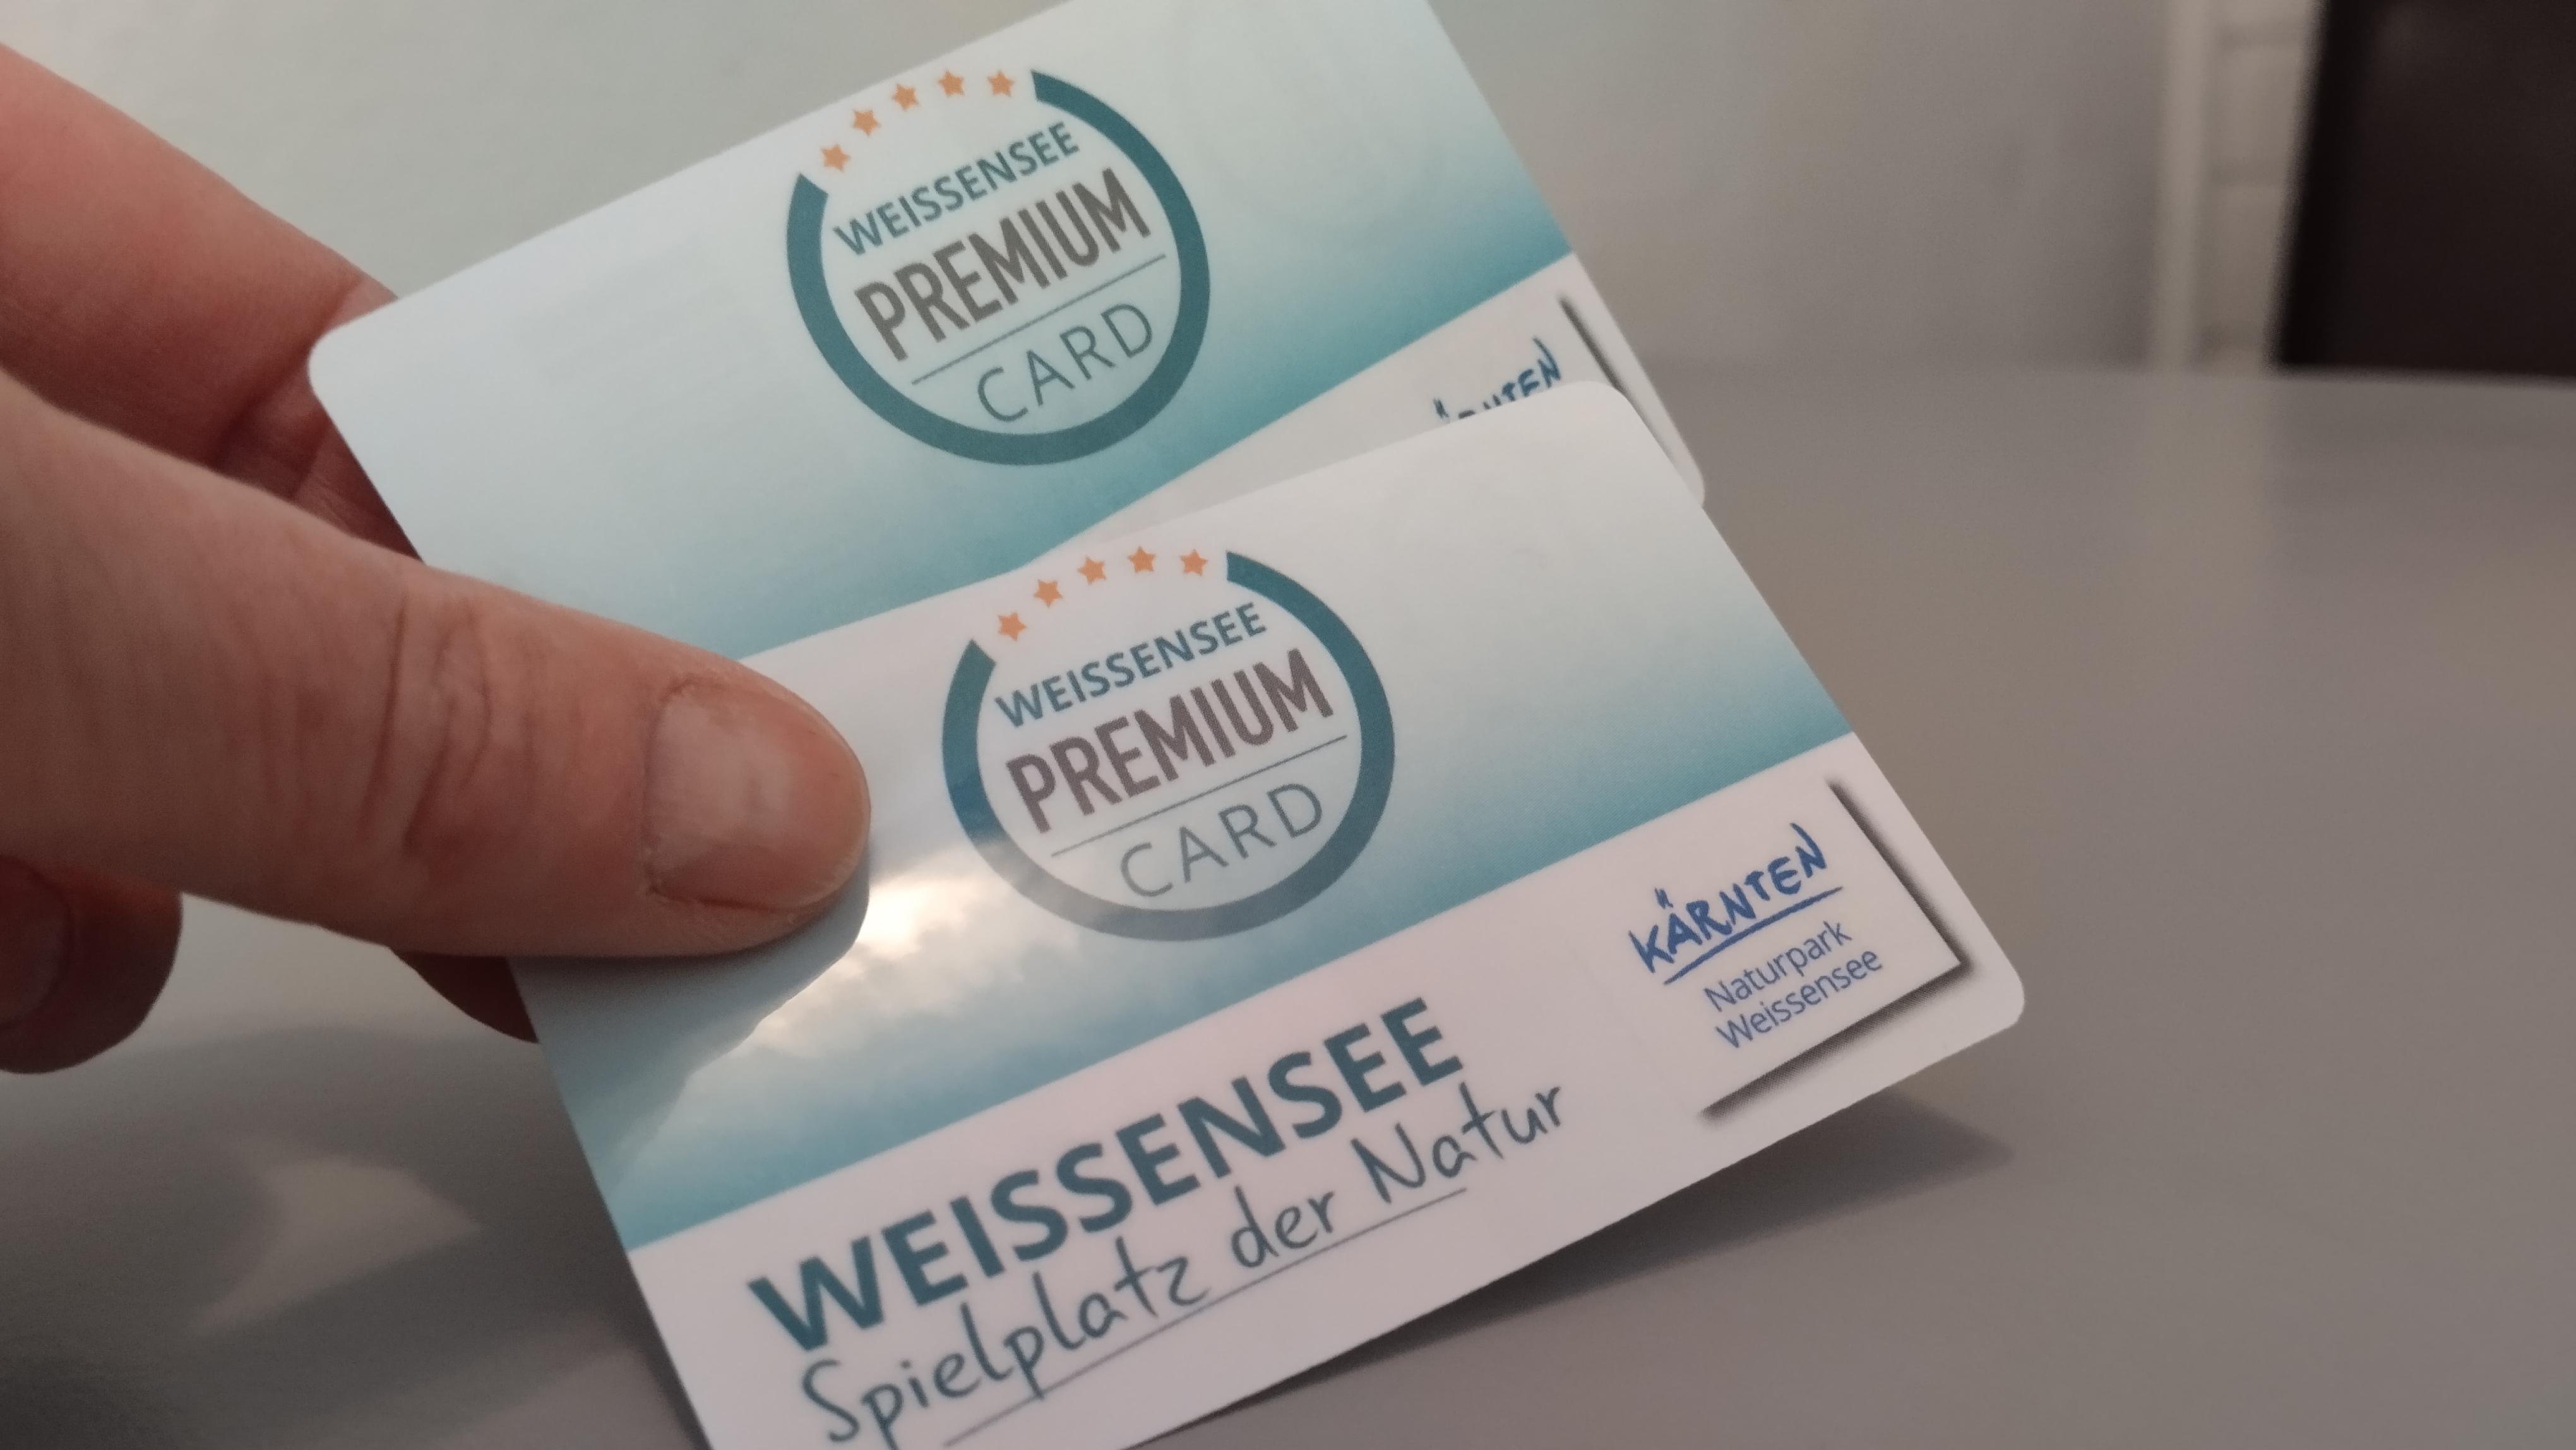 WEISSENSEE
PREMIUM
CARD
KÄRNTEN
WEISSENSEE
PREMIUM
CARD
KÄRNTEN
Naturpark
Weissensee
WEISSENSEE
Spielplatz der Natur